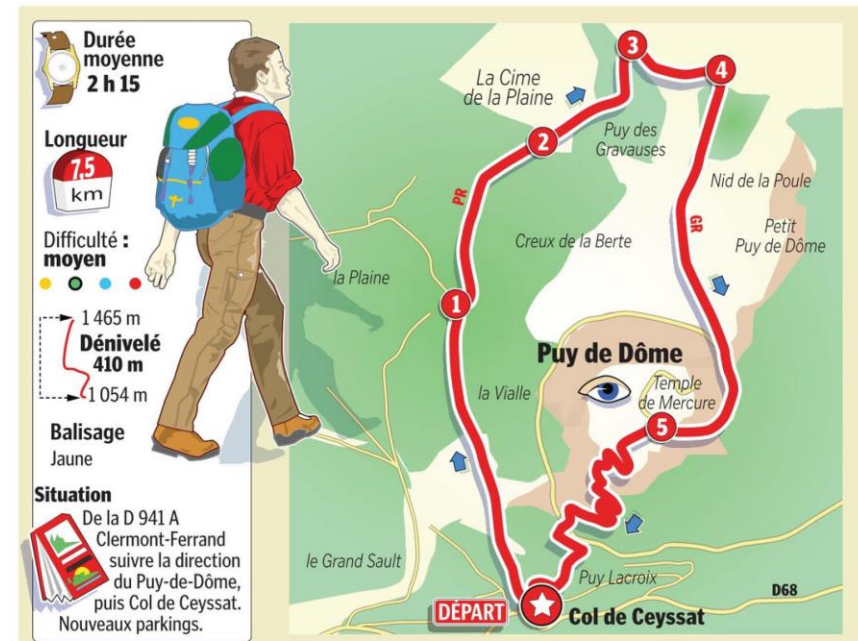 Durée
moyenne
2 h 15
Longueur
7,5
km
Difficulté :
moyen
1 465 m
Dénivelé
410 m
1 054 m
Balisage
Jaune
Situation
De la D 941 A
Clermont-Ferrand
suivre la direction
du Puy-de-Dôme,
puis Col de Ceyssat.
Nouveaux parkings.
3
4
La Cime
de la Plaine
2
Puy des
Gravauses
Nid de la Poule
PR
GR
Petit
Puy de Dôme
Creux de la Berte
la Plaine
1
Puy de Dôme
la Vialle
Temple
de Mercure
5
le Grand Sault
Puy Lacroix
D68
DÉPART
Col de Ceyssat